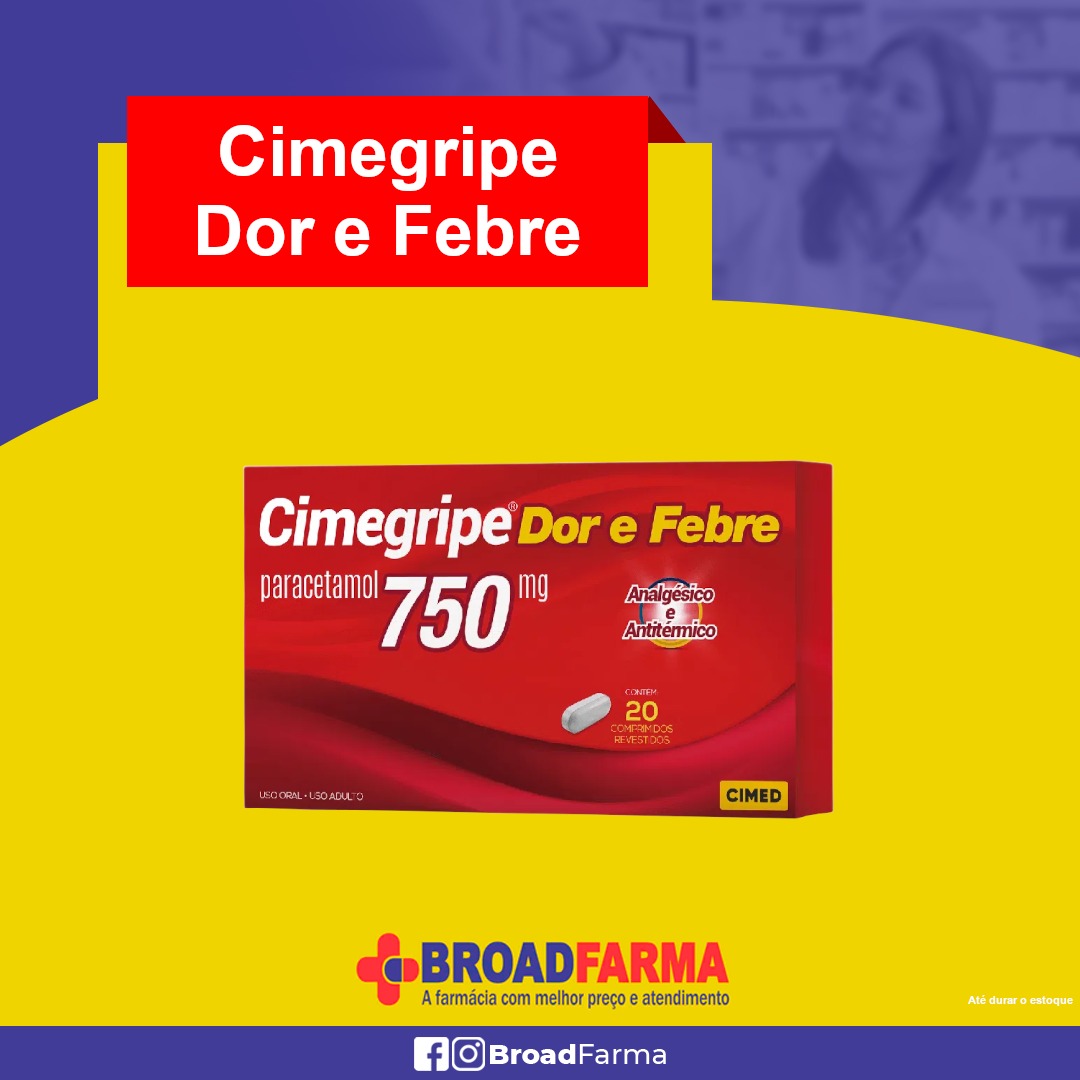 Cimegripe
Dor e Febre
Cimegripe® Dor e Febre
paracetamol 750 mg
Analgésico
e
Antitérmico
CONTÉM
20
COMPRIMIDOS
REVESTIDOS
USO ORAL • USO ADULTO
CIMED
BROADFARMA
A farmácia com melhor preço e atendimento
Até durar o estoque
BroadFarma